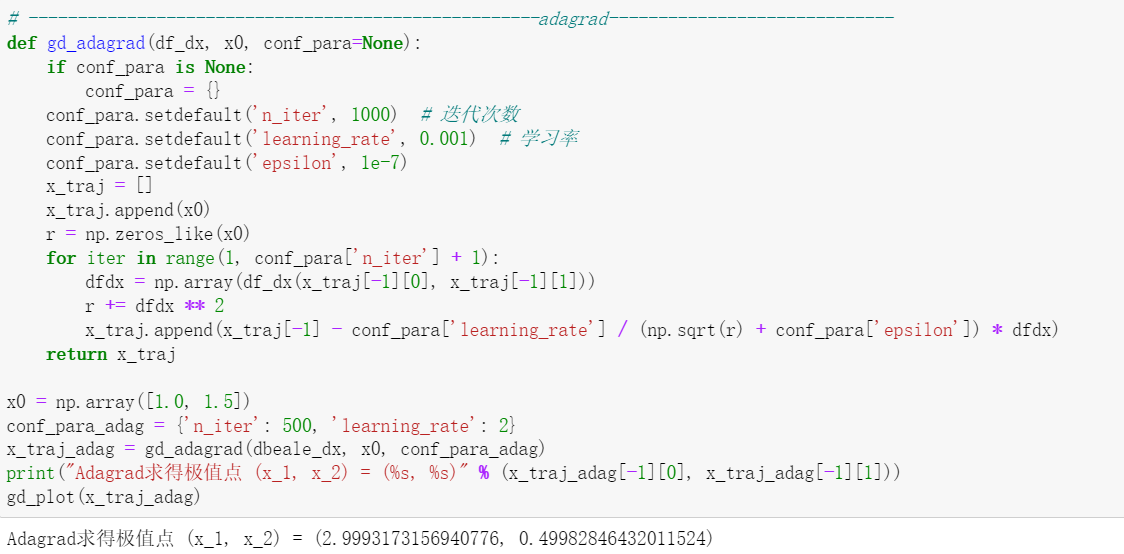 # ----------------------------------------------------adagrad-----------------------------
def gd_adagrad(df_dx, x0, conf_para=None):
    if conf_para is None:
        conf_para = {}
    conf_para.setdefault('n_iter', 1000)  # 迭代次数
    conf_para.setdefault('learning_rate', 0.001)  # 学习率
    conf_para.setdefault('epsilon', 1e-7)
    x_traj = []
    x_traj.append(x0)
    r = np.zeros_like(x0)
    for iter in range(1, conf_para['n_iter'] + 1):
        dfdx = np.array(df_dx(x_traj[-1][0], x_traj[-1][1]))
        r += dfdx ** 2
        x_traj.append(x_traj[-1] - conf_para['learning_rate'] / (np.sqrt(r) + conf_para['epsilon']) * dfdx)
    return x_traj

x0 = np.array([1.0, 1.5])
conf_para_adag = {'n_iter': 500, 'learning_rate': 2}
x_traj_adag = gd_adagrad(dbeale_dx, x0, conf_para_adag)
print("Adagrad求得极值点 (x_1, x_2) = (%s, %s)" % (x_traj_adag[-1][0], x_traj_adag[-1][1]))
gd_plot(x_traj_adag)
Adagrad求得极值点 (x_1, x_2) = (2.9993173156940776, 0.49982846432011524)